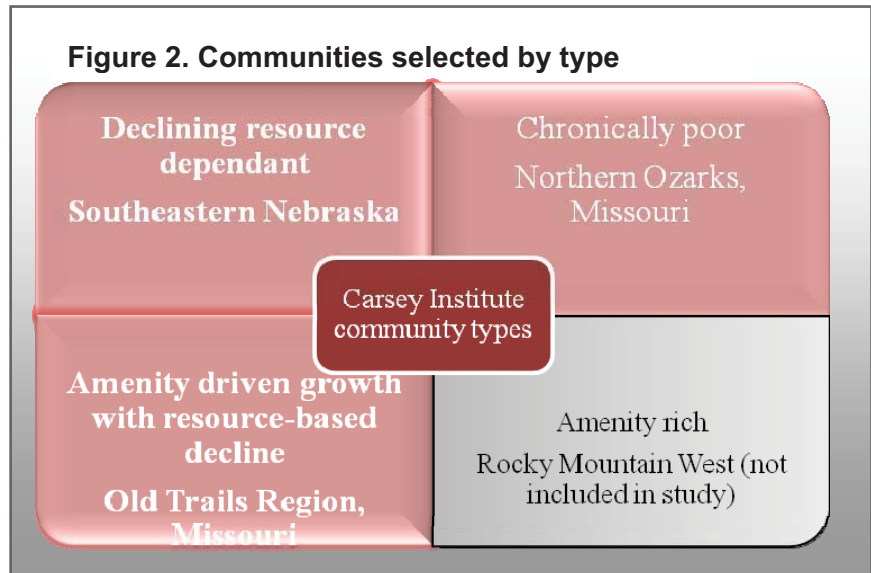 Figure 2. Communities selected by type
Declining resource
dependant
Southeastern Nebraska
Chronically poor
Northern Ozarks,
Missouri
Carsey Institute
community types
Amenity driven growth
with resource-based
decline
Old Trails Region,
Missouri
Amenity rich
Rocky Mountain West (not
included in study)